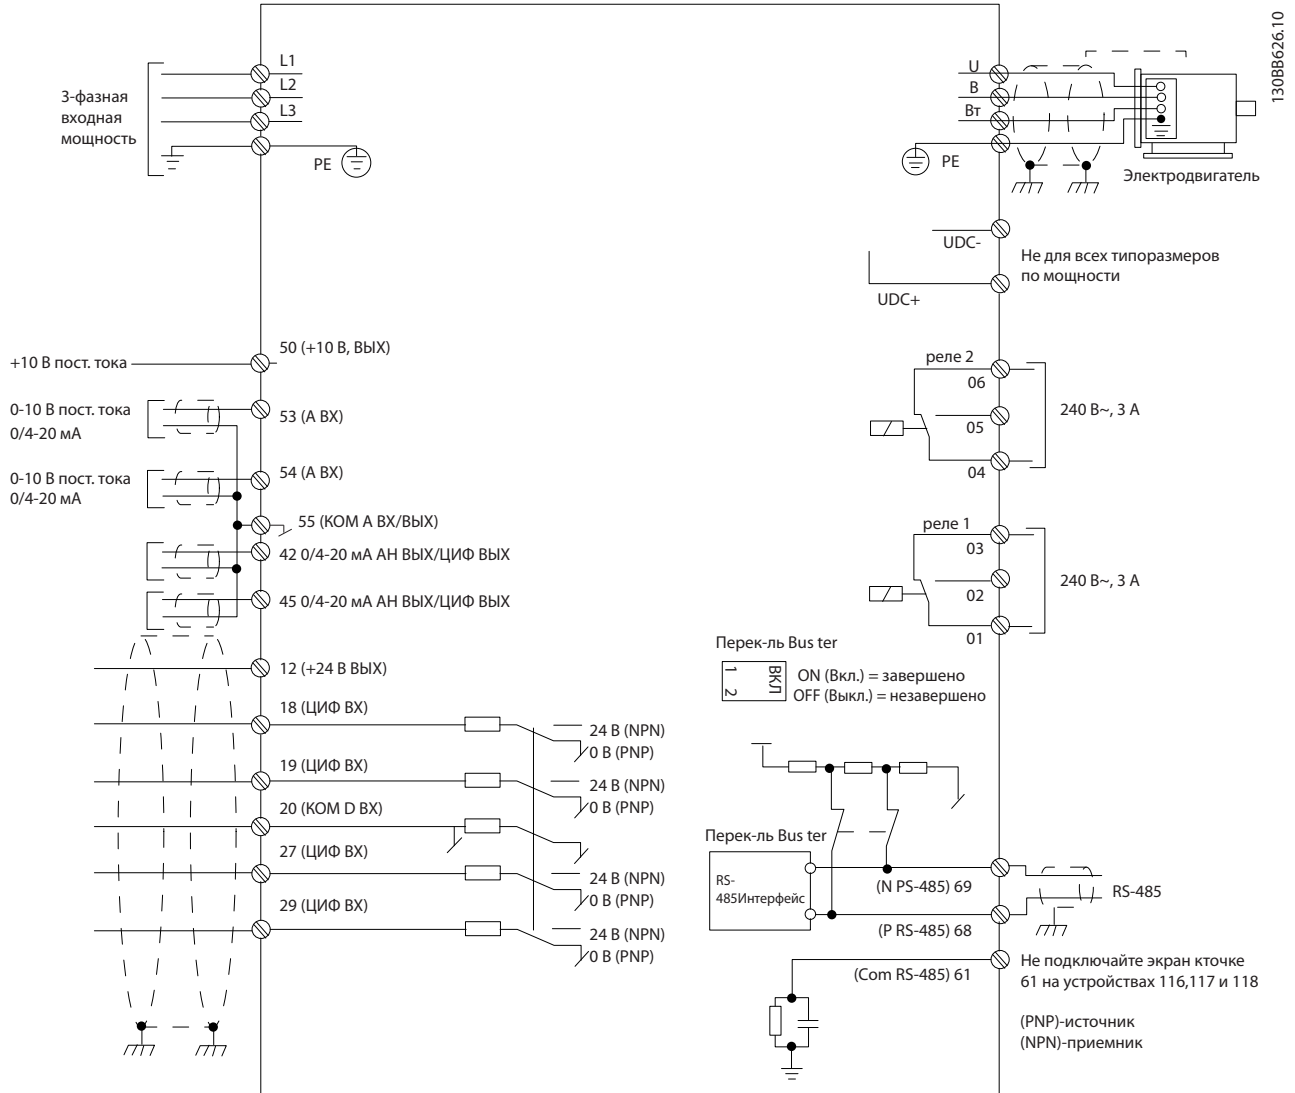 130BB626.10
3-фазная
входная
мощность
L1
L2
L3
PE
U
В
Вт
PE
Электродвигатель
UDC-
UDC+
Не для всех типоразмеров
по мощности
+10 В пост. тока
50 (+10 В, ВЫХ)
0-10 В пост. тока
0/4-20 мА
53 (А ВХ)
0-10 В пост. тока
0/4-20 мА
54 (А ВХ)
55 (КОМ А ВХ/ВЫХ)
42 0/4-20 мА АН ВЫХ/ЦИФ ВЫХ
45 0/4-20 мА АН ВЫХ/ЦИФ ВЫХ
12 (+24 В ВЫХ)
18 (ЦИФ ВХ)
24 В (NPN)
0 В (PNP)
19 (ЦИФ ВХ)
24 В (NPN)
0 В (PNP)
20 (КОМ D ВХ)
27 (ЦИФ ВХ)
24 В (NPN)
0 В (PNP)
29 (ЦИФ ВХ)
24 В (NPN)
0 В (PNP)
реле 2
06
05
04
240 В~, 3 А
реле 1
03
02
01
240 В~, 3 А
Перек-ль Bus ter
1
2
ВКЛ
ON (Вкл.) = завершено
OFF (Выкл.) = незавершено
Перек-ль Bus ter
RS-
485Интерфейс
(N PS-485) 69
(P RS-485) 68
RS-485
(Com RS-485) 61
Не подключайте экран кточке
61 на устройствах 116,117 и 118
(PNP)-источник
(NPN)-приемник